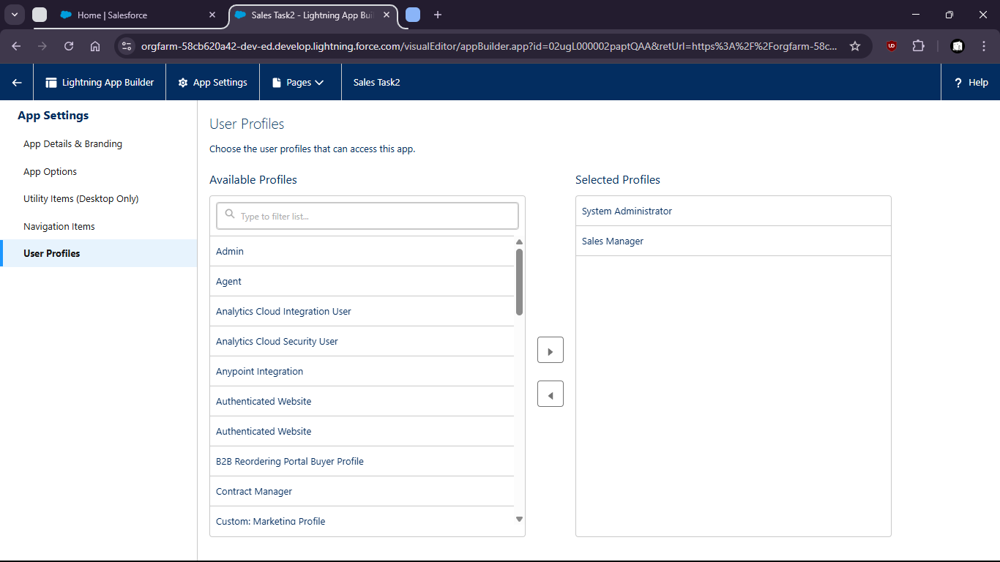 Home | Salesforce
Sales Task2 - Lightning App Bui
orgfarm-58cb620a42-dev-ed.develop.lightning.force.com/visualEditor/appBuilder.app?id=02ugL000002paptQAA&retUrl=https%3A%2F%2Forgfarm-58c...
Lightning App Builder
App Settings
Pages
Sales Task2
? Help
App Settings
App Details & Branding
App Options
Utility Items (Desktop Only)
Navigation Items
User Profiles
User Profiles
Choose the user profiles that can access this app.
Available Profiles
Type to filter list...
Admin
Agent
Analytics Cloud Integration User
Analytics Cloud Security User
Anypoint Integration
Authenticated Website
Authenticated Website
B2B Reordering Portal Buyer Profile
Contract Manager
Custom: Marketing Profile
Selected Profiles
System Administrator
Sales Manager